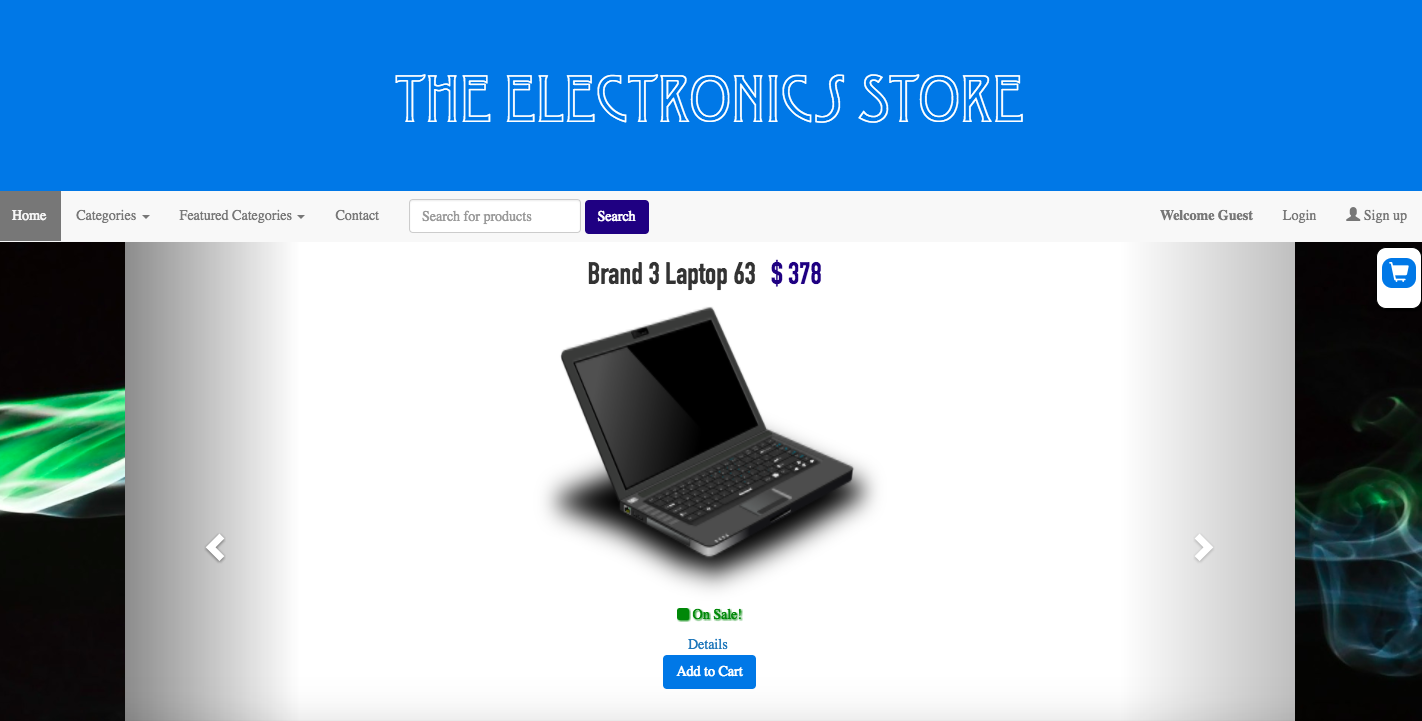 THE ELECTRONICS STORE
Home Categories Featured Categories Contact Search for products Search Welcome Guest Login Sign up
Brand 3 Laptop 63 $ 378
On Sale!
Details
Add to Cart